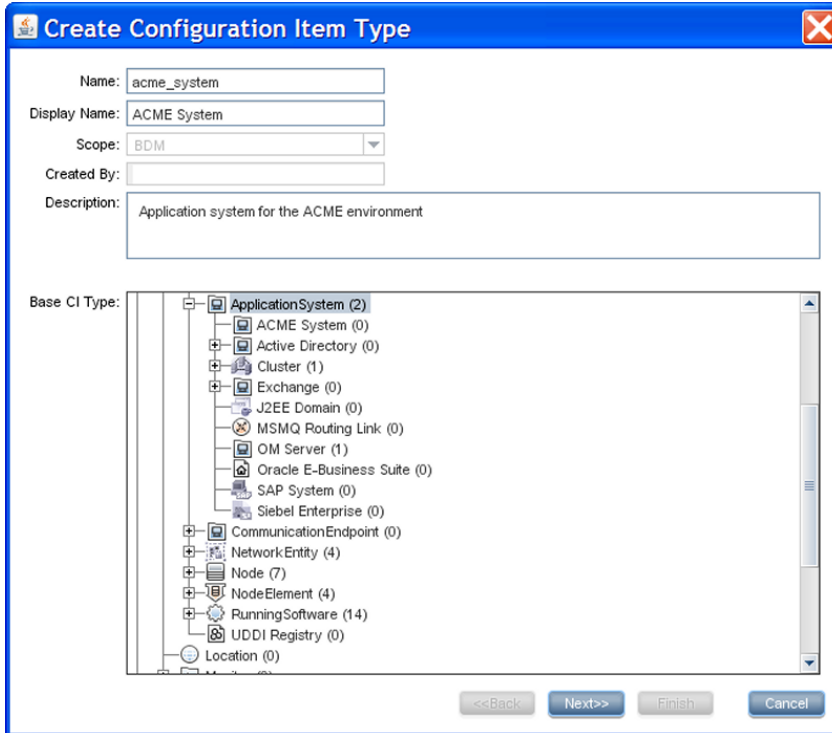 Create Configuration Item Type
Name: acme_system
Display Name: ACME System
Scope: BDM
Created By:
Description: Application system for the ACME environment
Base CI Type: ApplicationSystem (2)
ACME System (0)
Active Directory (0)
Cluster (1)
Exchange (0)
J2EE Domain (0)
MSMQ Routing Link (0)
OM Server (1)
Oracle E-Business Suite (0)
SAP System (0)
Siebel Enterprise (0)
CommunicationEndpoint (0)
NetworkEntity (4)
Node (7)
NodeElement (4)
RunningSoftware (14)
UDDI Registry (0)
Location (0)
<<Back Next>> Finish Cancel